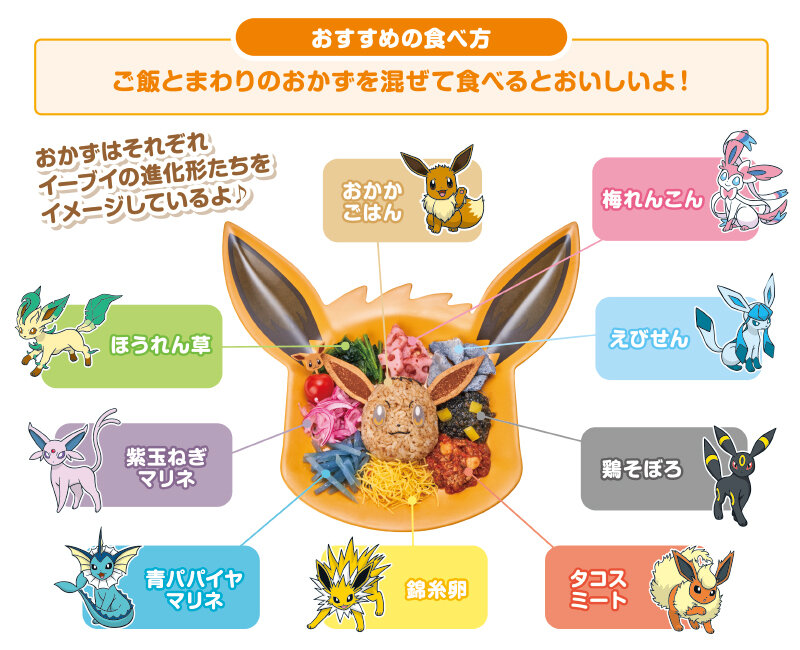 おすすめの食べ方
ご飯とまわりのおかずを混ぜて食べるとおいしいよ！
おかずはそれぞれ
イーブイの進化形たちを
イメージしているよ♪
おかか
ごはん
梅れんこん
ほうれん草
えびせん
紫玉ねぎ
マリネ
鶏そぼろ
青パパイヤ
マリネ
錦糸卵
タコス
ミート